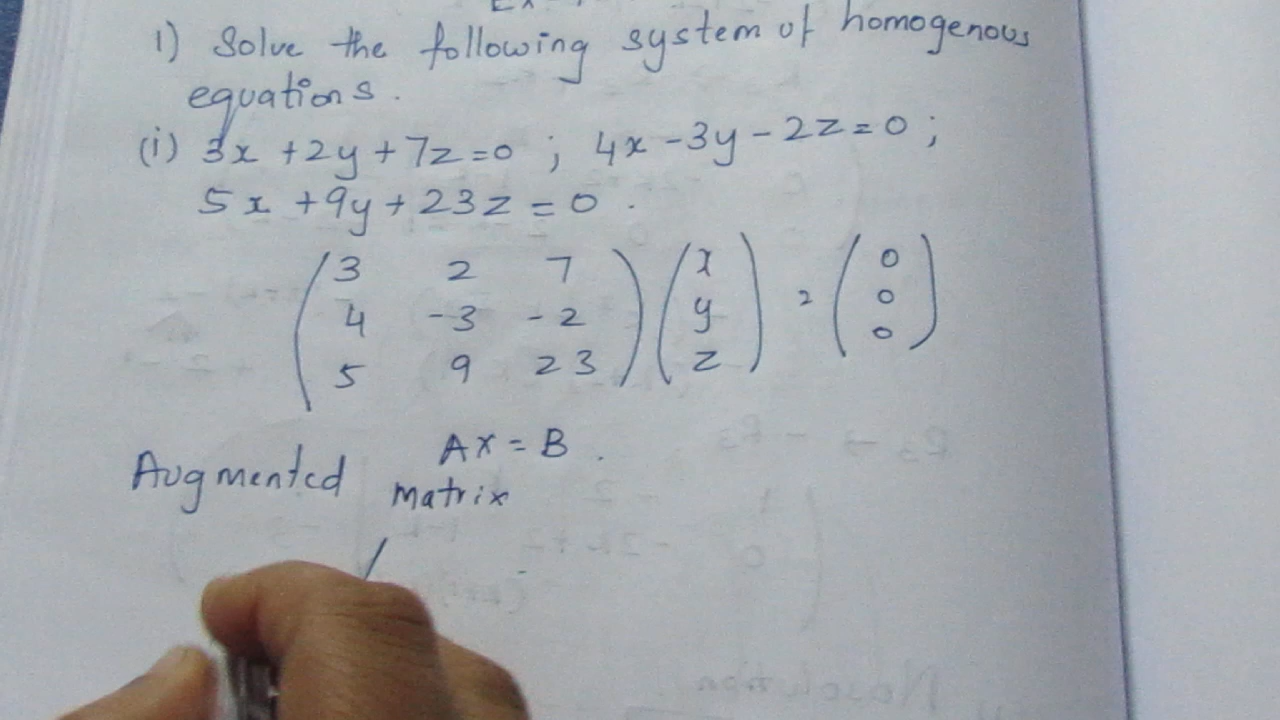 1) Solve the following system of homogenous
equations.
(i) 3x + 2y + 7z = 0 ; 4x - 3y - 2z = 0 ;
5x + 9y + 23z = 0 .
( 3 2 7 ) ( x ) = ( 0 )
4 -3 -2 y 0
5 9 23 z 0
AX = B .
Augmented matrix
(